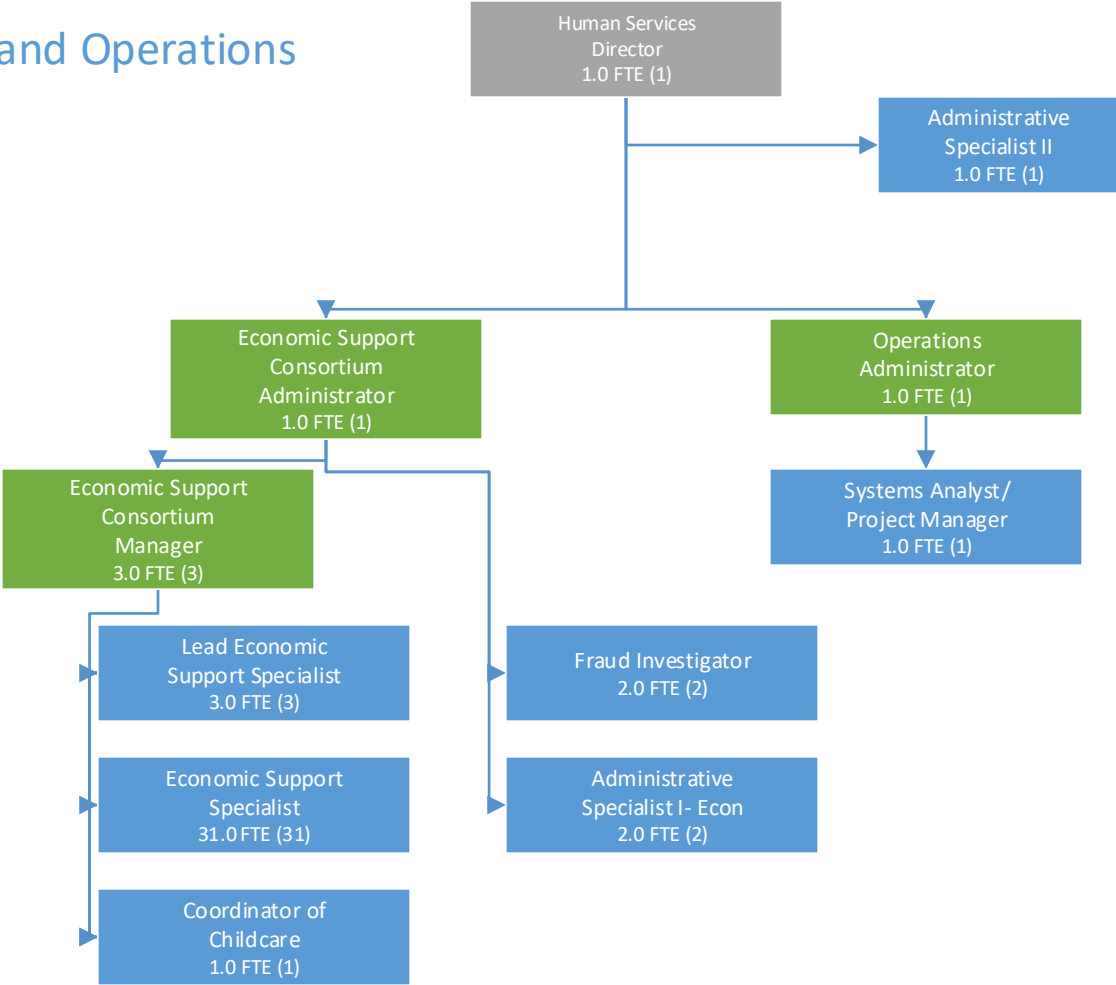 and Operations
Human Services
Director
1.0 FTE (1)
Administrative
Specialist II
1.0 FTE (1)
Economic Support
Consortium
Administrator
1.0 FTE (1)
Operations
Administrator
1.0 FTE (1)
Economic Support
Consortium
Manager
3.0 FTE (3)
Systems Analyst/
Project Manager
1.0 FTE (1)
Lead Economic
Support Specialist
3.0 FTE (3)
Fraud Investigator
2.0 FTE (2)
Economic Support
Specialist
31.0 FTE (31)
Administrative
Specialist I- Econ
2.0 FTE (2)
Coordinator of
Childcare
1.0 FTE (1)